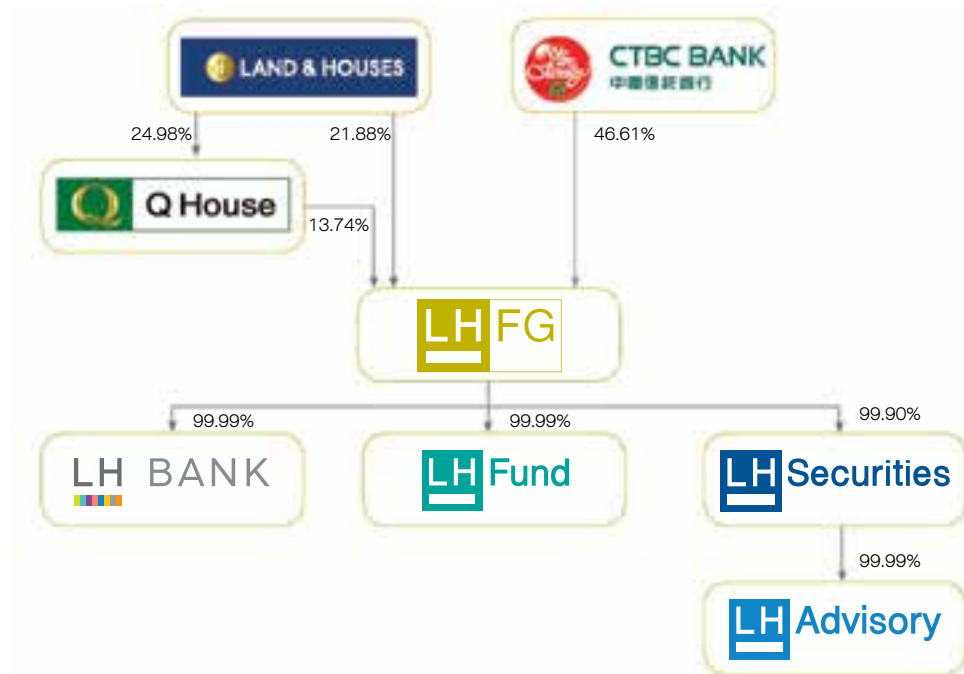 LAND & HOUSES
CTBC BANK
中國信託銀行
24.98%
21.88%
46.61%
Q House
13.74%
LH FG
99.99%
99.99%
99.90%
LH BANK
LH Fund
LH Securities
99.99%
LH Advisory